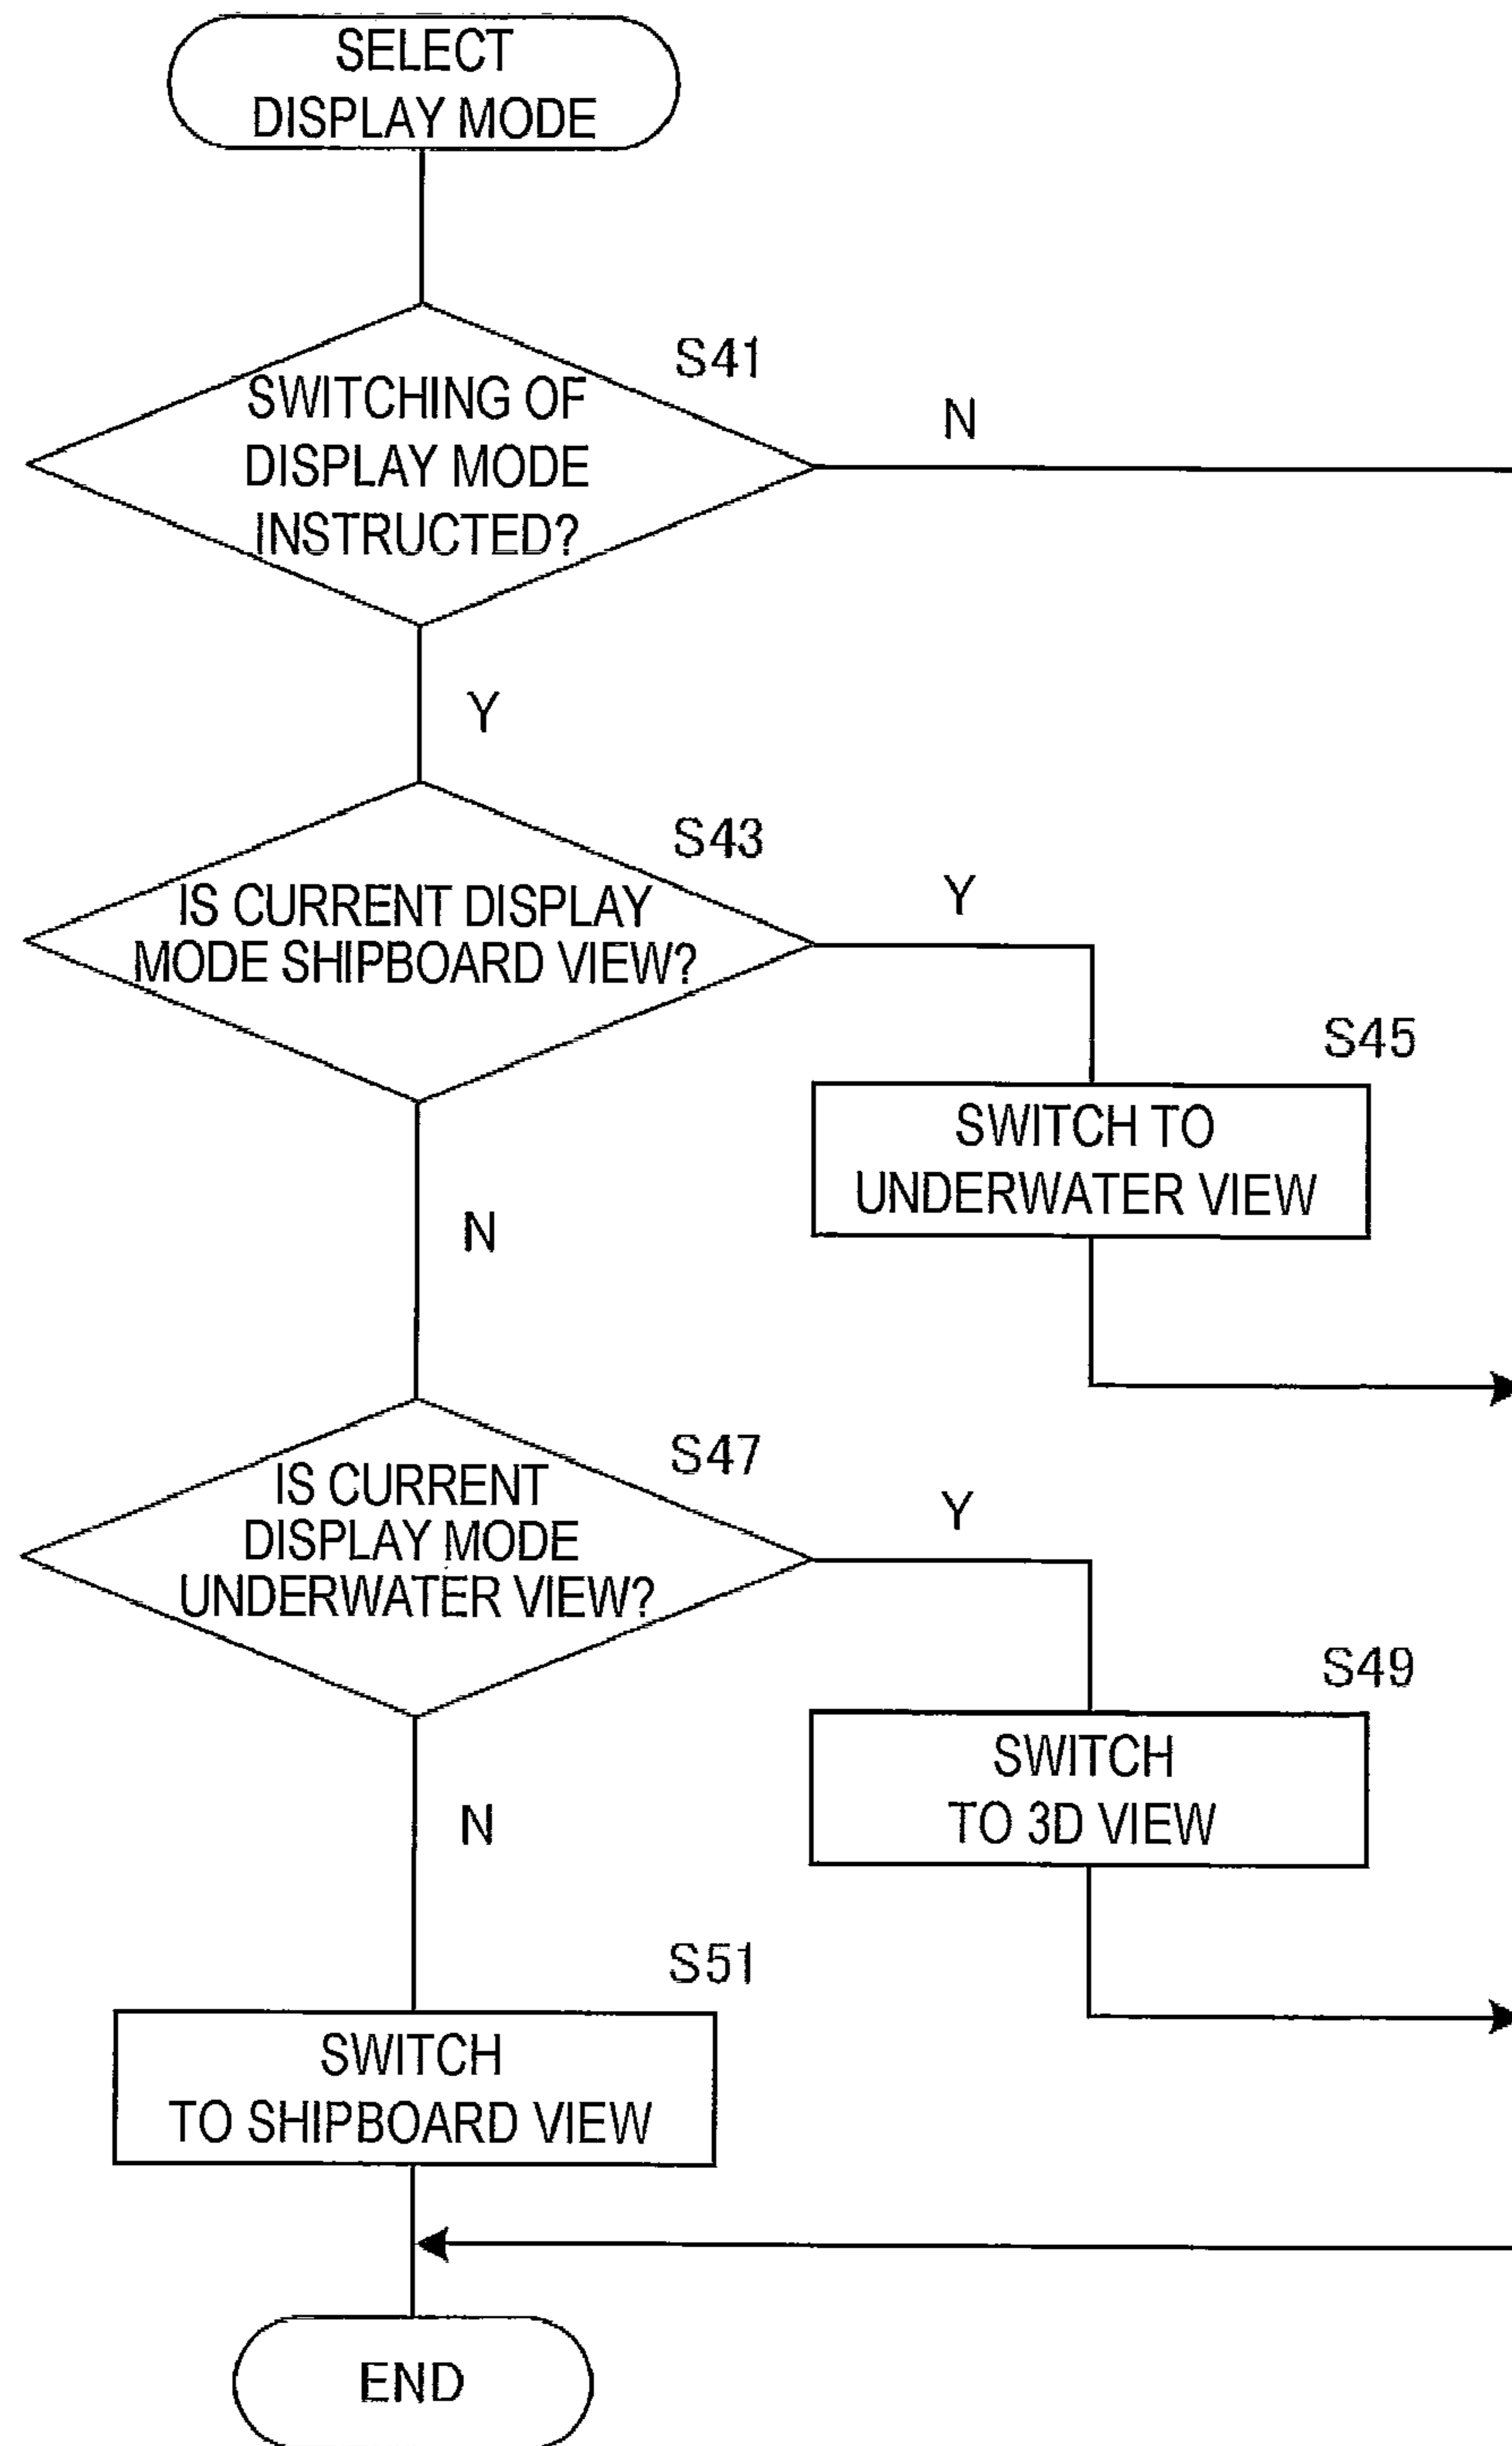 SELECT
DISPLAY MODE
S41
SWITCHING OF
DISPLAY MODE
INSTRUCTED?
N
Y
S43
IS CURRENT DISPLAY
MODE SHIPBOARD VIEW?
Y
S45
SWITCH TO
UNDERWATER VIEW
N
S47
IS CURRENT
DISPLAY MODE
UNDERWATER VIEW?
Y
S49
SWITCH
TO 3D VIEW
N
S51
SWITCH
TO SHIPBOARD VIEW
END